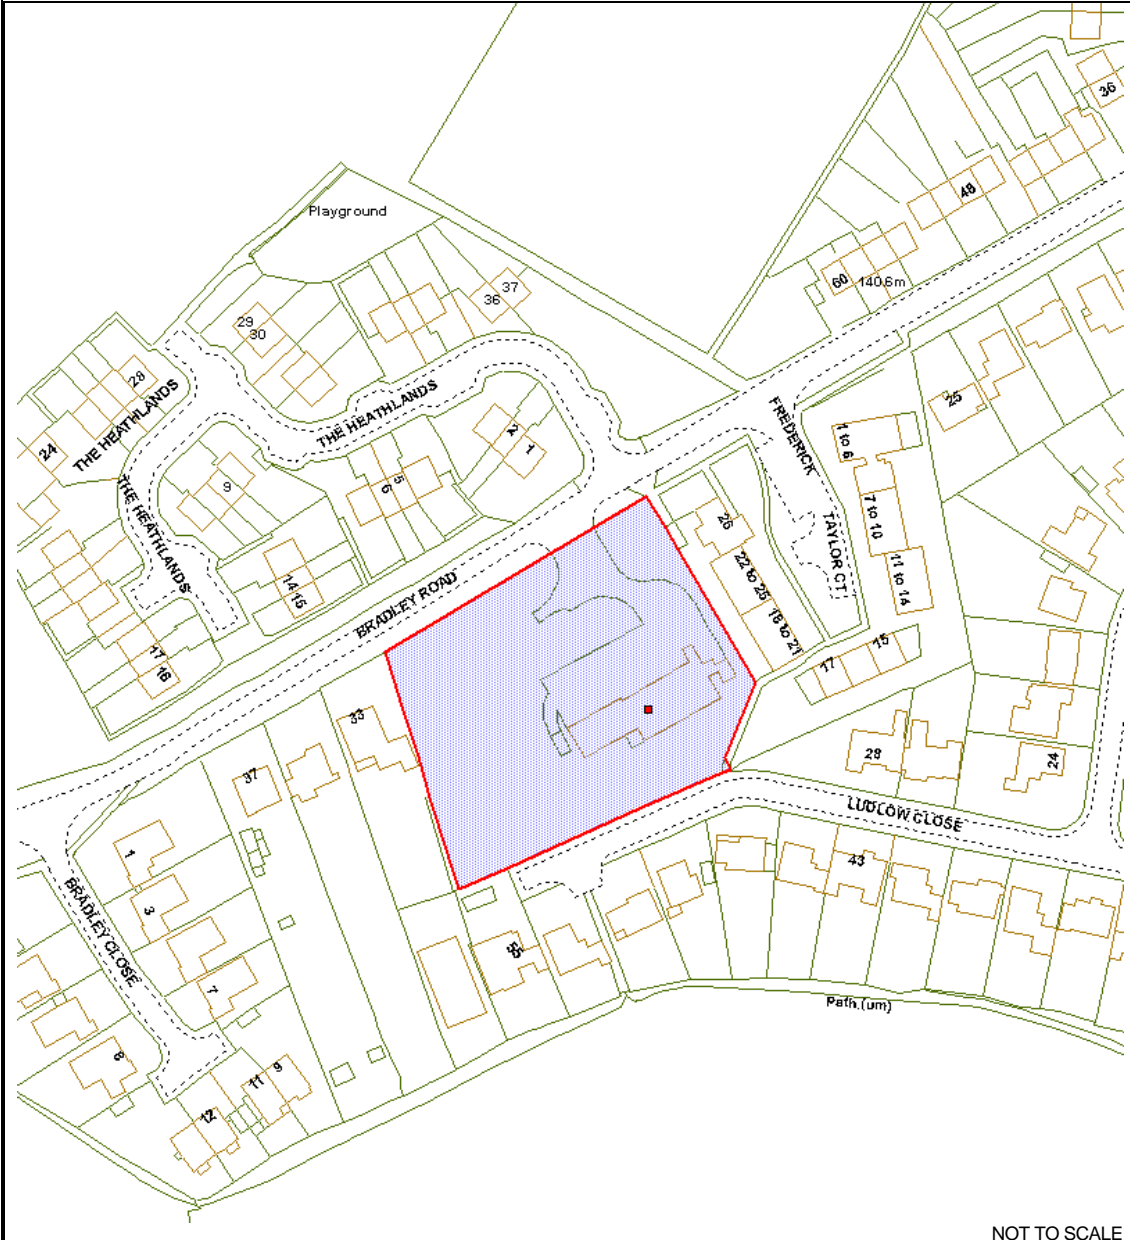 36
48
Playground
60
140.6m
37
36
29
30
28
THE HEATHLANDS
THE HEATHLANDS
24
THE HEATHLANDS
2
1
5
6
9
FREDERICK
TAYLOR CT
1 to 6
7 to 10
11 to 14
25
26
22 to 25
18 to 21
17
15
14 15
BRADLEY ROAD
17
16
33
37
28
24
LUDLOW CLOSE
43
1
3
BRADLEY CLOSE
7
55
Path (um)
8
11
9
12
NOT TO SCALE